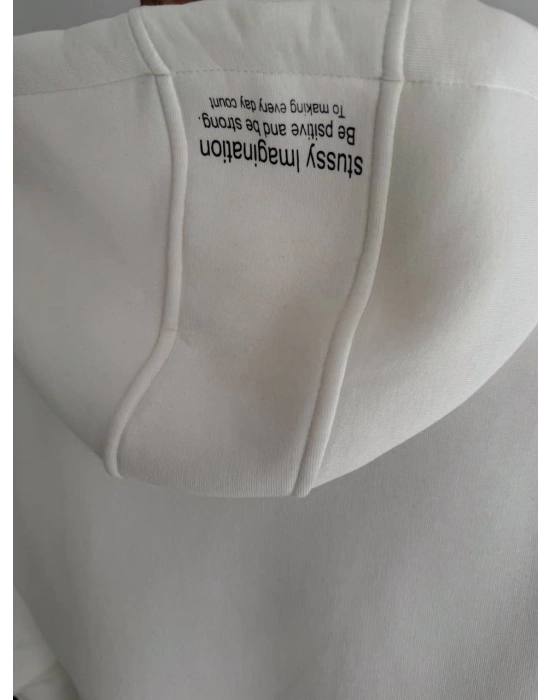 stussy Imagination
Be psitive and be strong.
To making every day count